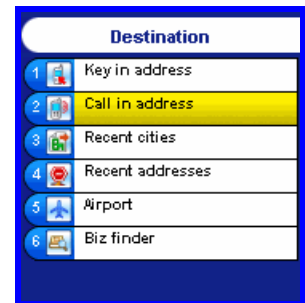 Destination
1 Key in address
2 Call in address
3 Recent cities
4 Recent addresses
5 Airport
6 Biz finder